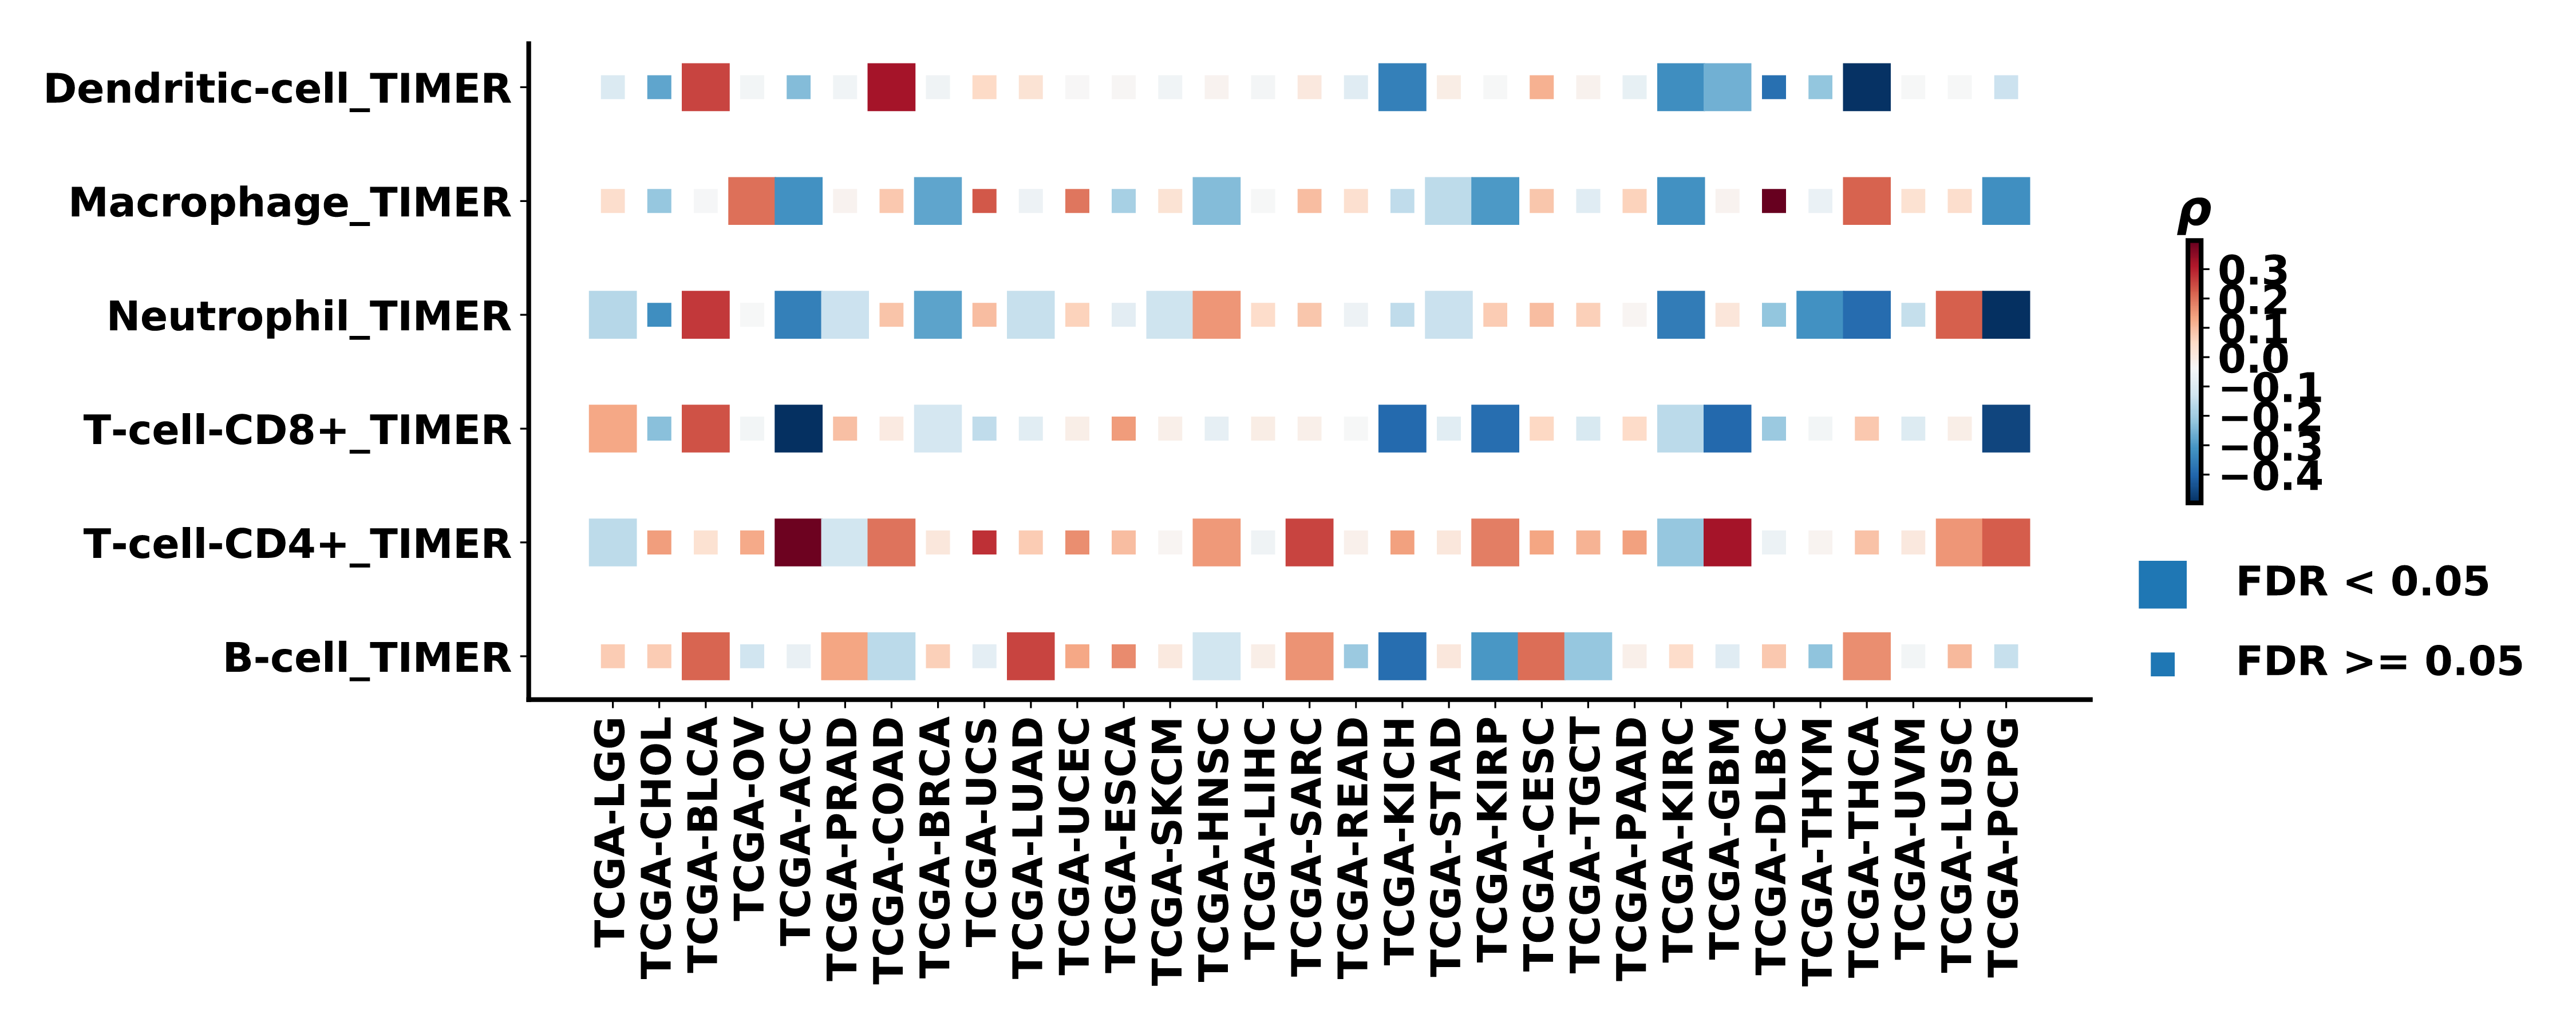 Dendritic-cell_TIMER
Macrophage_TIMER
Neutrophil_TIMER
T-cell-CD8+_TIMER
T-cell-CD4+_TIMER
B-cell_TIMER
TCGA-LGG
TCGA-CHOL
TCGA-BLCA
TCGA-OV
TCGA-ACC
TCGA-PRAD
TCGA-COAD
TCGA-BRCA
TCGA-UCS
TCGA-LUAD
TCGA-UCEC
TCGA-ESCA
TCGA-SKCM
TCGA-HNSC
TCGA-LIHC
TCGA-SARC
TCGA-READ
TCGA-KICH
TCGA-STAD
TCGA-KIRP
TCGA-CESC
TCGA-TGCT
TCGA-PAAD
TCGA-KIRC
TCGA-GBM
TCGA-DLBC
TCGA-THYM
TCGA-THCA
TCGA-UVM
TCGA-LUSC
TCGA-PCPG
ρ
0.3
0.2
0.1
0.0
−0.1
−0.2
−0.3
−0.4
FDR < 0.05
FDR >= 0.05